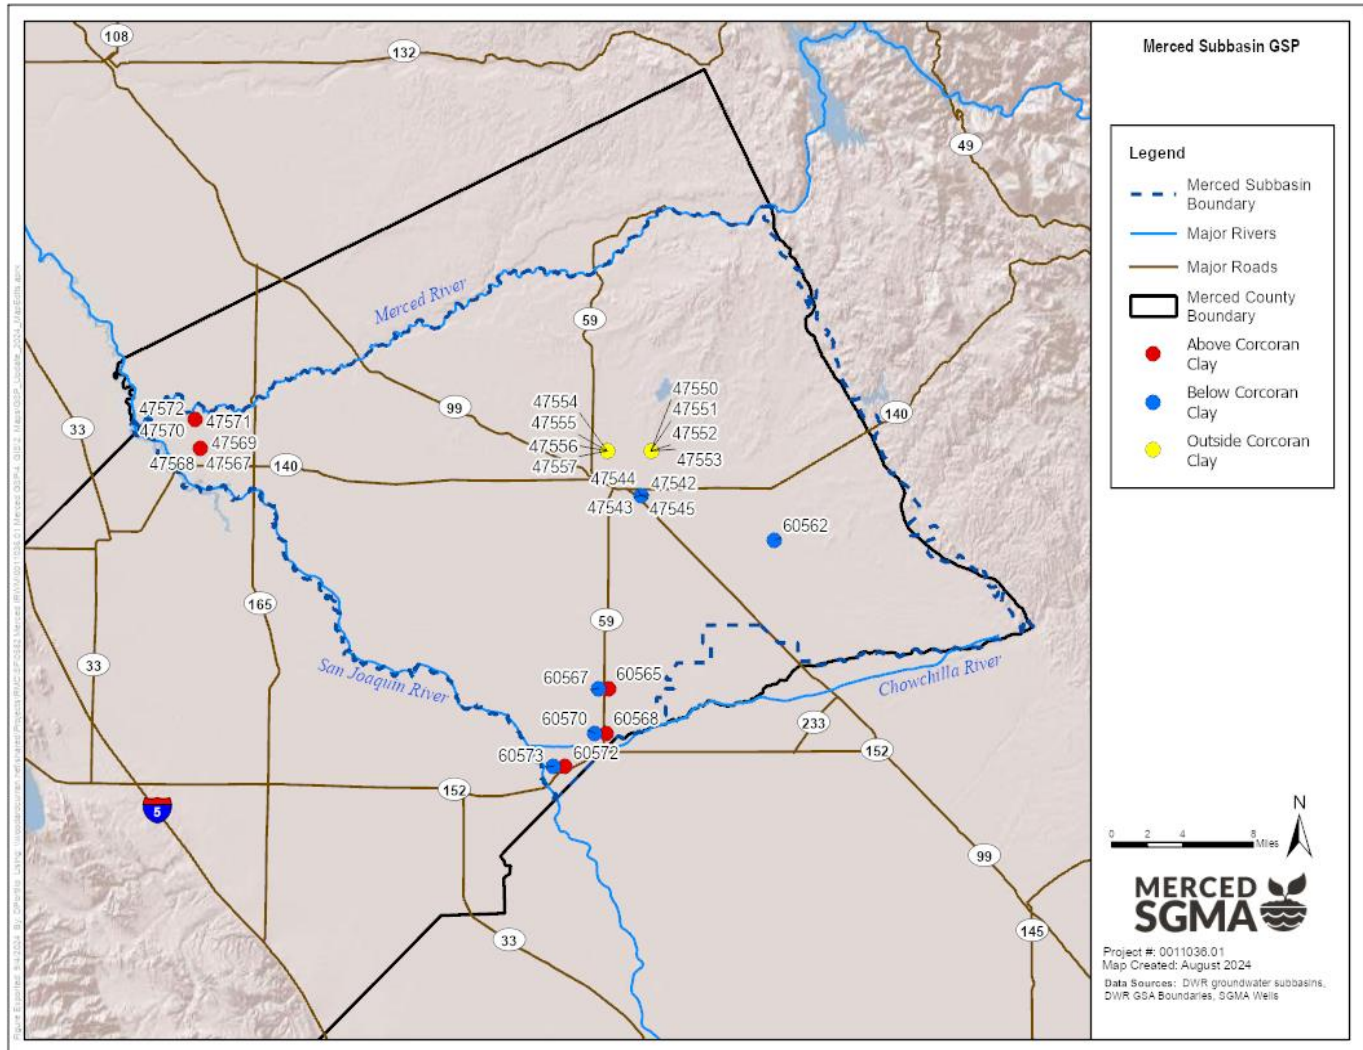 Merced Subbasin GSP
Legend
Merced Subbasin
Boundary
Major Rivers
Major Roads
Merced County
Boundary
Above Corcoran
Clay
Below Corcoran
Clay
Outside Corcoran
Clay
108
132
49
Merced River
59
47550
47554
47551
47555
47552
47556
47553
47557
99
140
33
47572
47571
47570
47569
47568
47567
140
47544
47542
47543
47545
60562
165
59
33
San Joaquin River
Chowchilla River
60567
60565
60570
60568
60573
60572
233
152
152
5
99
33
145
N
0
2
4
8
Miles
MERCED
SGMA
Project #: 0011036.01
Map Created: August 2024
Data Sources: DWR groundwater subbasins,
DWR GSA Boundaries, SGMA Wells